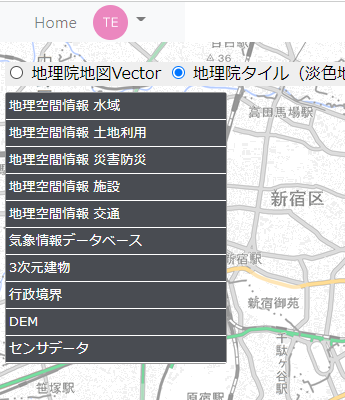 Home TE
地理院地図Vector 地理院タイル（淡色地
地理空間情報 水域
地理空間情報 土地利用
地理空間情報 災害防災
地理空間情報 施設
地理空間情報 交通
気象情報データベース
3次元建物
行政境界
DEM
センサデータ
36
高田馬場駅
新宿区
新宿駅
新宿御苑
千駄ケ谷駅
笹塚駅
原宿駅